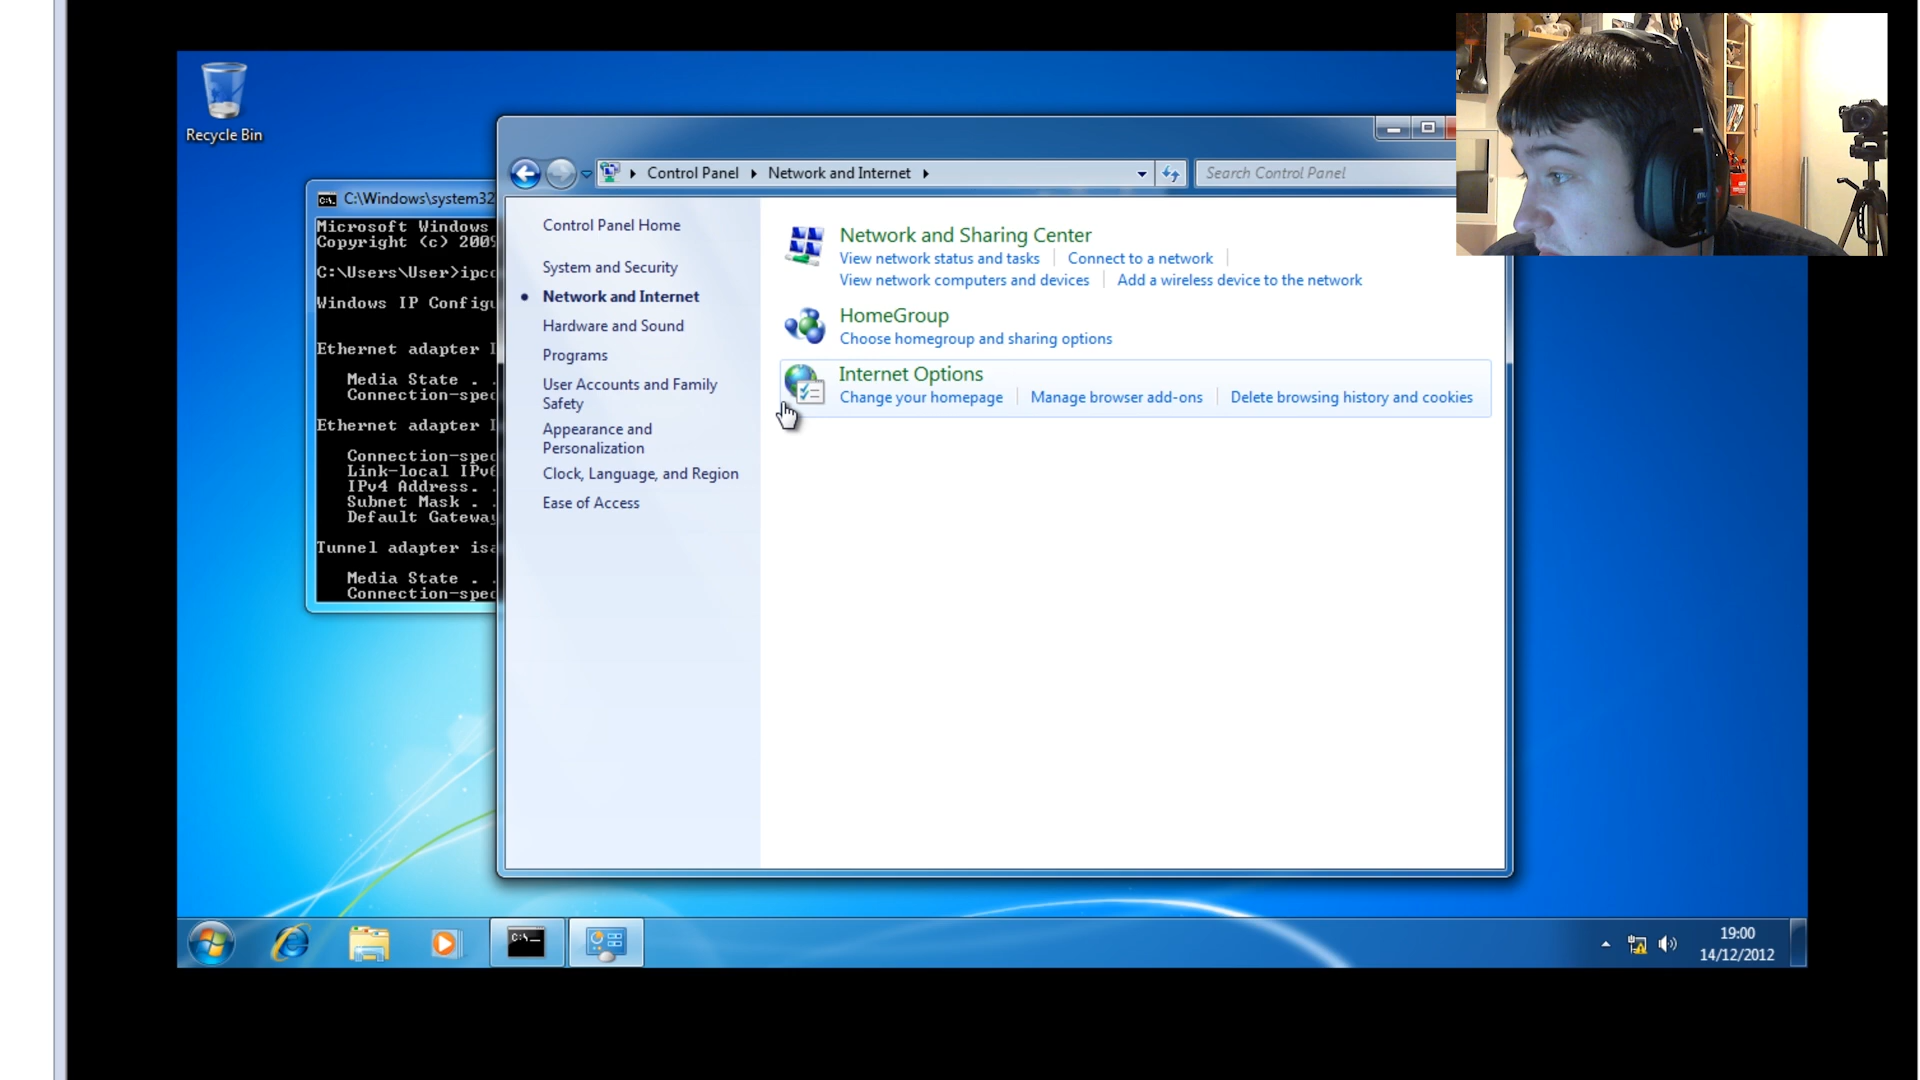 Recycle Bin
C:\Windows\system32
Microsoft Windows
Copyright (c) 2009
C:\Users\User>ipco
Windows IP Configu
Ethernet adapter
Media State . .
Connection-spec
Ethernet adapter
Connection-spec
Link-local IPv6
IPv4 Address. .
Subnet Mask . .
Default Gateway
Tunnel adapter isa
Media State . .
Connection-spec
Control Panel
Network and Internet
Search Control Panel
Control Panel Home
System and Security
Network and Internet
Hardware and Sound
Programs
User Accounts and Family
Safety
Appearance and
Personalization
Clock, Language, and Region
Ease of Access
Network and Sharing Center
View network status and tasks
Connect to a network
View network computers and devices
Add a wireless device to the network
HomeGroup
Choose homegroup and sharing options
Internet Options
Change your homepage
Manage browser add-ons
Delete browsing history and cookies
C:\_
19:00
14/12/2012